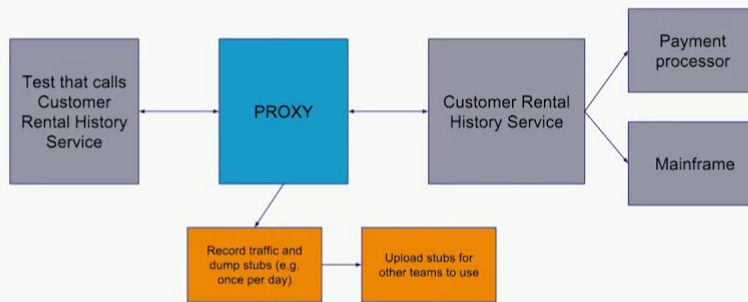 Test that calls
Customer
Rental History
Service
PROXY
Customer Rental
History Service
Payment
processor
Mainframe
Record traffic and
dump stubs (e.g.
once per day)
Upload stubs for
other teams to use